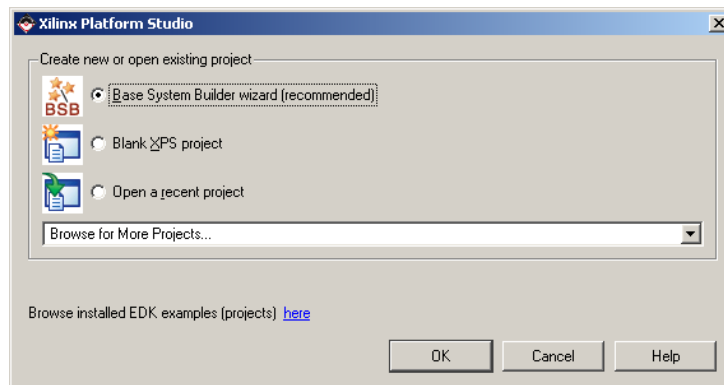 Xilinx Platform Studio
Create new or open existing project
BSB
Base System Builder wizard (recommended)
Blank XPS project
Open a recent project
Browse for More Projects...
Browse installed EDK examples (projects) here
OK Cancel Help